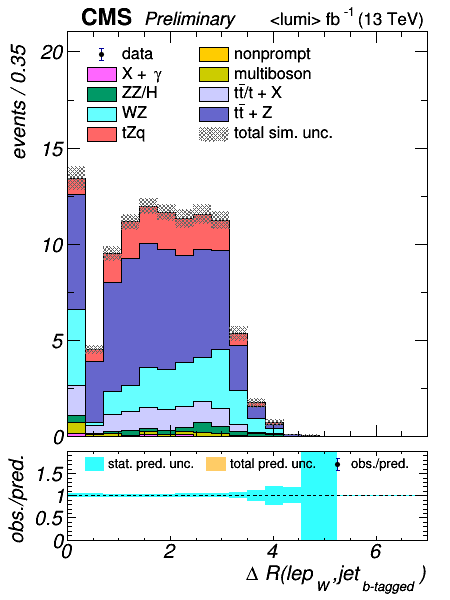 CMS Preliminary <lumi> fb⁻¹ (13 TeV)
events / 0.35
20
15
10
5
0
data
X + γ
ZZ/H
WZ
tZq
nonprompt
multiboson
tt̄/t + X
tt̄ + Z
total sim. unc.
obs./pred.
1.5
1
0.5
0
stat. pred. unc. total pred. unc. obs./pred.
0 2 4 6
Δ R(lep_W, jet_b-tagged)